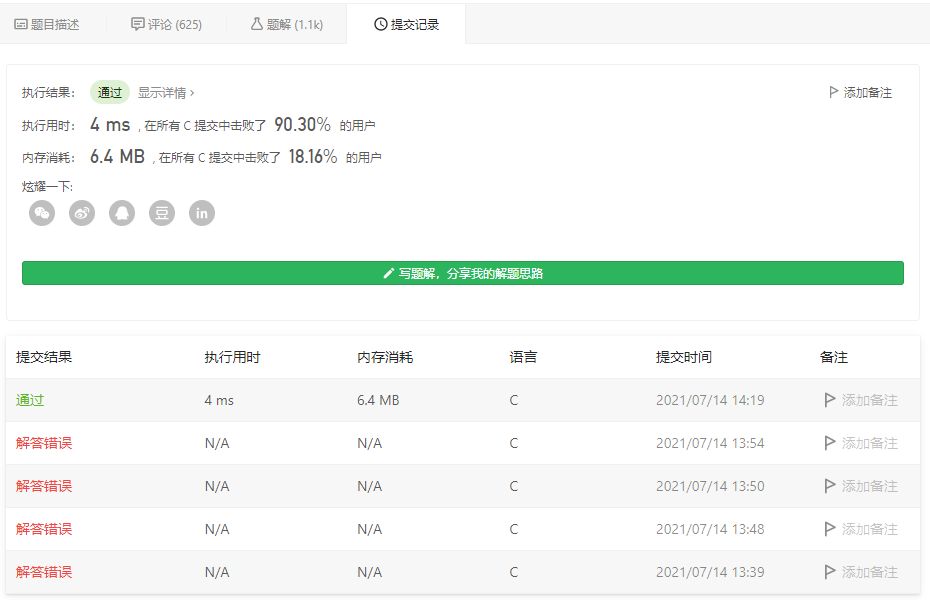 题目描述 评论 (625) 题解 (1.1k) 提交记录
执行结果： 通过 显示详情 › 添加备注
执行用时： 4 ms , 在所有 C 提交中击败了 90.30% 的用户
内存消耗： 6.4 MB , 在所有 C 提交中击败了 18.16% 的用户
炫耀一下:
豆 in
写题解，分享我的解题思路
提交结果 执行用时 内存消耗 语言 提交时间 备注
通过 4 ms 6.4 MB C 2021/07/14 14:19 添加备注
解答错误 N/A N/A C 2021/07/14 13:54 添加备注
解答错误 N/A N/A C 2021/07/14 13:50 添加备注
解答错误 N/A N/A C 2021/07/14 13:48 添加备注
解答错误 N/A N/A C 2021/07/14 13:39 添加备注